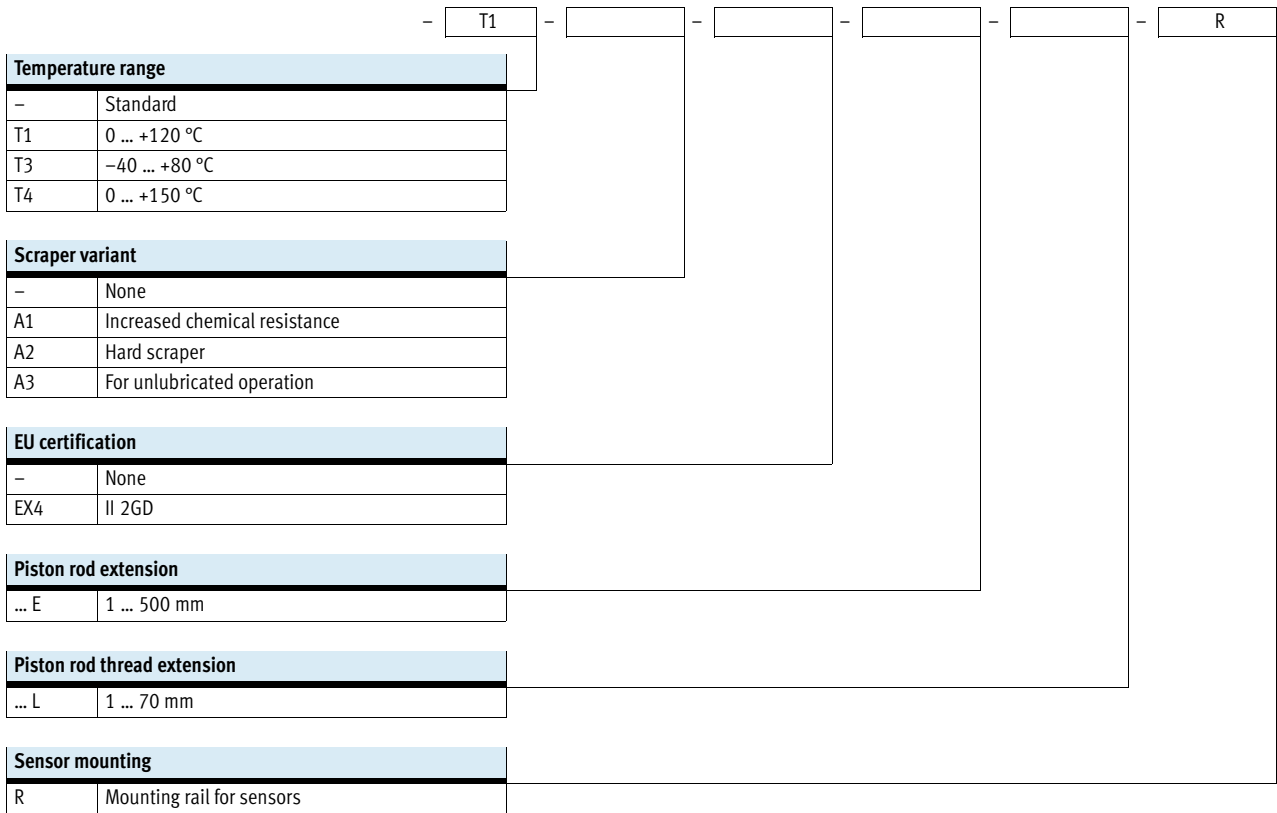 – T1 – – – – – R
Temperature range
– Standard
T1 0 ... +120 °C
T3 –40 ... +80 °C
T4 0 ... +150 °C
Scraper variant
– None
A1 Increased chemical resistance
A2 Hard scraper
A3 For unlubricated operation
EU certification
– None
EX4 II 2GD
Piston rod extension
... E 1 ... 500 mm
Piston rod thread extension
... L 1 ... 70 mm
Sensor mounting
R Mounting rail for sensors